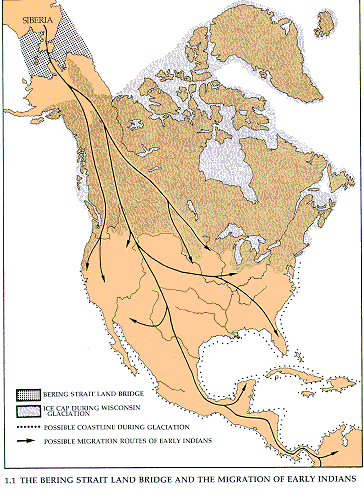 SIBERIA
BERING STRAIT LAND BRIDGE
ICE CAP DURING WISCONSIN
GLACIATION
POSSIBLE COASTLINE DURING GLACIATION
POSSIBLE MIGRATION ROUTES OF EARLY INDIANS
1.1 THE BERING STRAIT LAND BRIDGE AND THE MIGRATION OF EARLY INDIANS